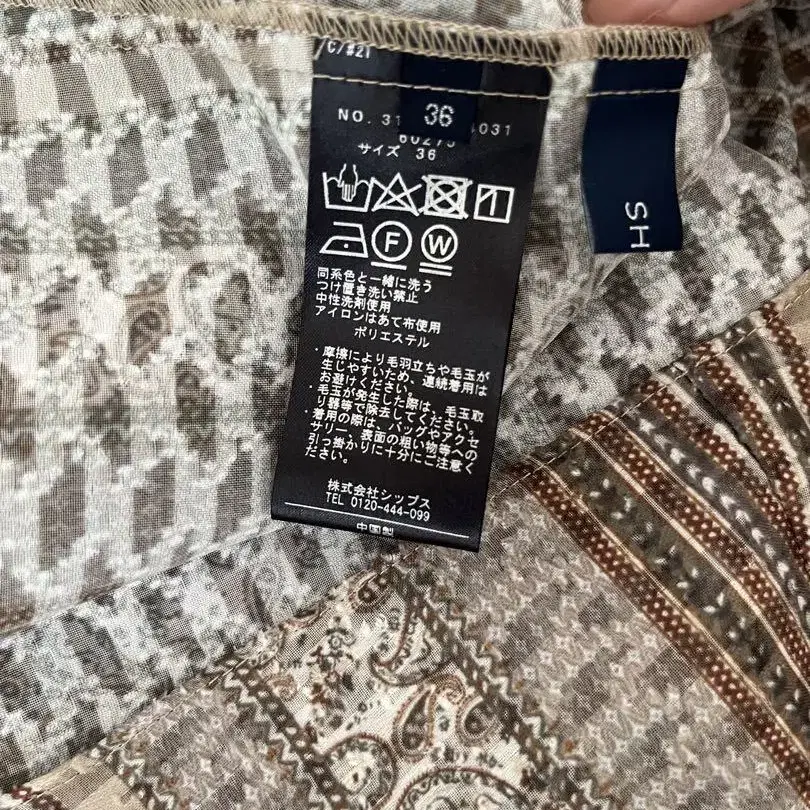 /C/#21
36
NO. 31 4031
60275
サイズ 36
SH
F W
同系色と一緒に洗う
つけ置き洗い禁止
中性洗剤使用
アイロンはあて布使用
ポリエステル
・摩擦により毛羽立ちや毛玉が
生じやすいため、連続着用は
お避けください。
・毛玉が発生した際は、毛玉取
り器等で除去してください。
・着用の際は、バッグやアクセ
サリー、表面の粗い物等への
引っ掛かりに十分にご注意く
ださい。
株式会社シップス
TEL 0120-444-099
中国製